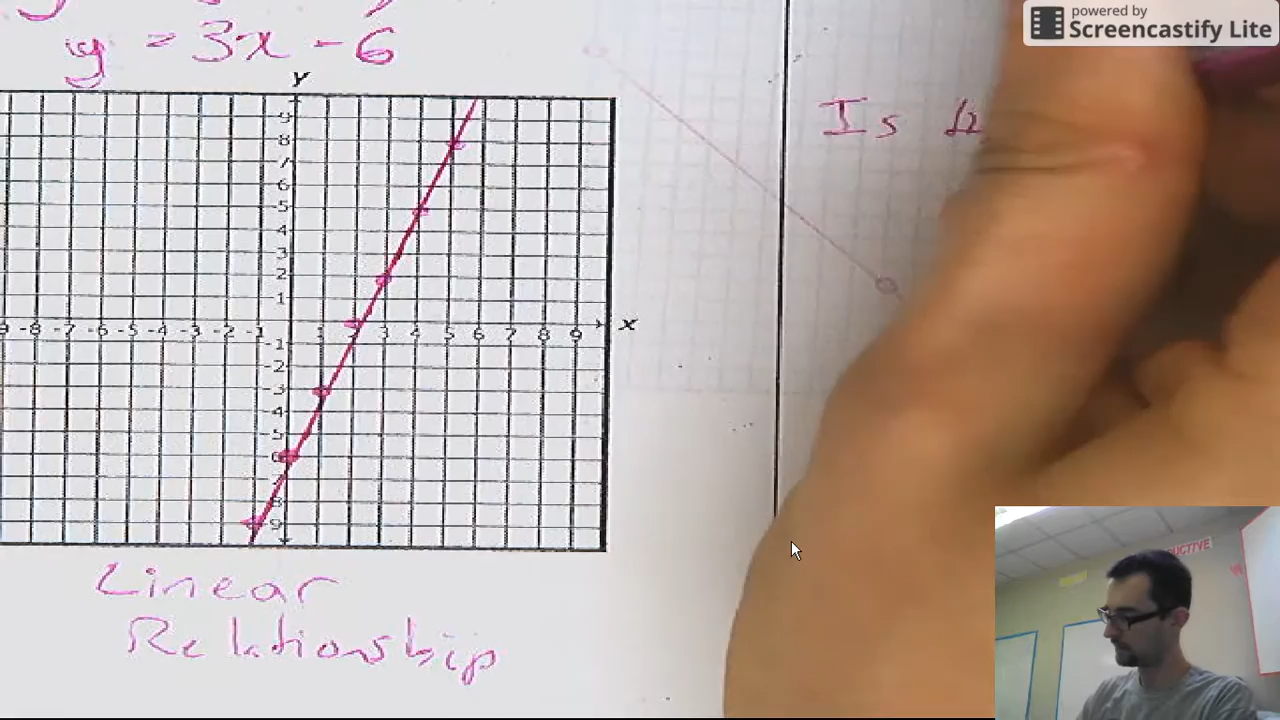 powered by
Screencastify Lite
y = 3x - 6
Is
y
9
8
7
6
5
4
3
2
1
-8 -7 -6 -5 -4 -3 -2 -1 1 3 4 5 6 7 8 9 x
-1
-2
-3
-4
-5
6
7
8
9
Linear
Relationship